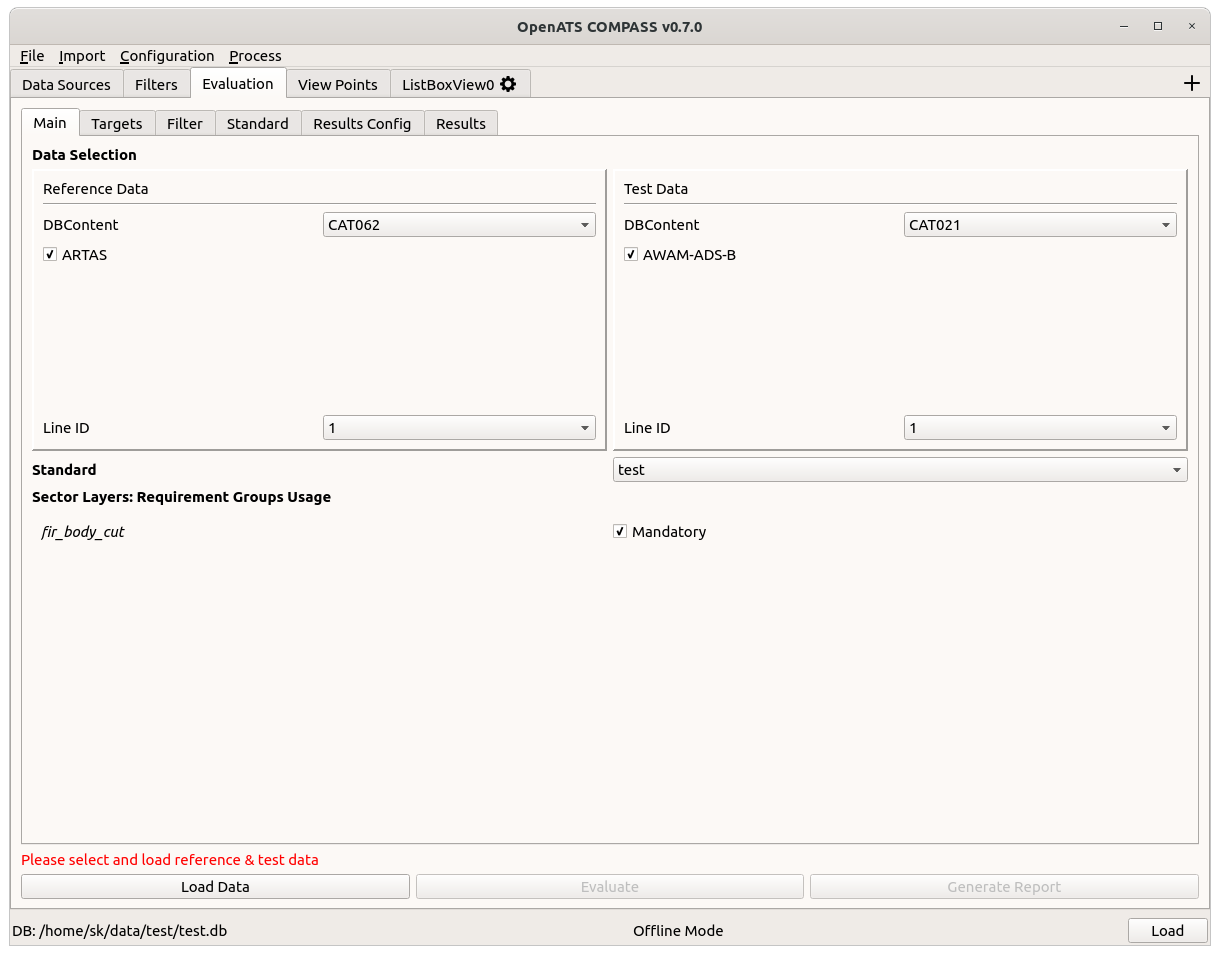 OpenATS COMPASS v0.7.0
File Import Configuration Process
Data Sources Filters Evaluation View Points ListBoxView0
Main Targets Filter Standard Results Config Results
Data Selection
Reference Data
DBContent CAT062
ARTAS
Line ID 1
Test Data
DBContent CAT021
AWAM-ADS-B
Line ID 1
Standard test
Sector Layers: Requirement Groups Usage
fir_body_cut Mandatory
Please select and load reference & test data
Load Data Evaluate Generate Report
DB: /home/sk/data/test/test.db Offline Mode Load